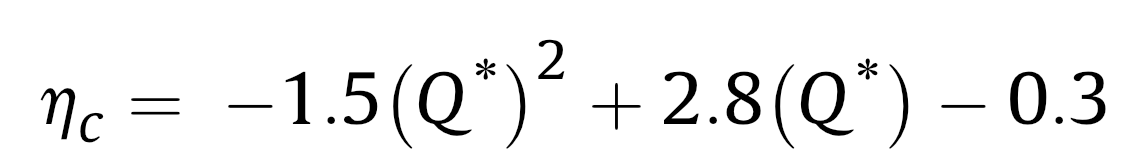 η_c = −1.5(Q*)² + 2.8(Q*) − 0.3